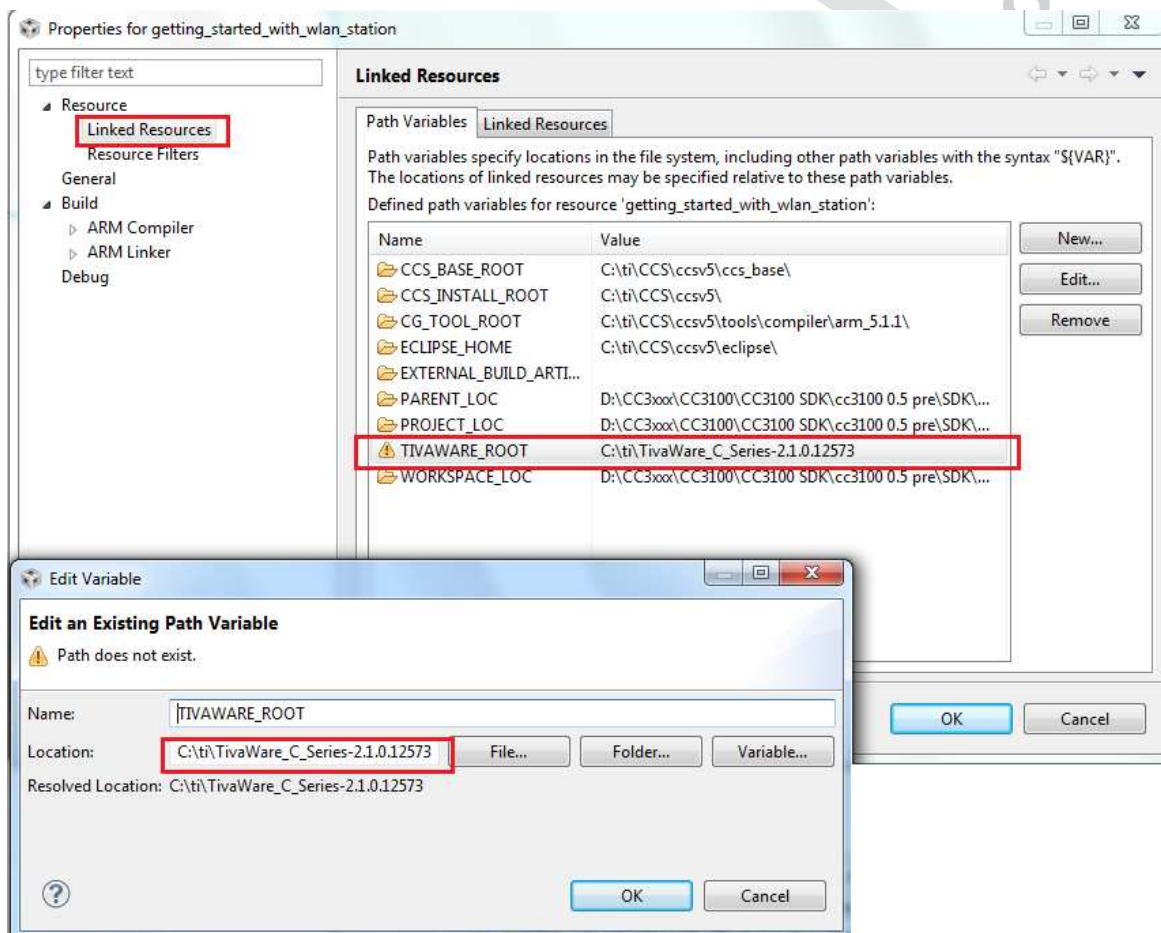 Properties for getting_started_with_wlan_station
type filter text
Resource
Linked Resources
Resource Filters
General
Build
ARM Compiler
ARM Linker
Debug
Linked Resources
Path Variables Linked Resources
Path variables specify locations in the file system, including other path variables with the syntax "${VAR}".
The locations of linked resources may be specified relative to these path variables.
Defined path variables for resource 'getting_started_with_wlan_station':
Name Value
CCS_BASE_ROOT C:\ti\CCS\ccsv5\ccs_base\
CCS_INSTALL_ROOT C:\ti\CCS\ccsv5\
CG_TOOL_ROOT C:\ti\CCS\ccsv5\tools\compiler\arm_5.1.1\
ECLIPSE_HOME C:\ti\CCS\ccsv5\eclipse\
EXTERNAL_BUILD_ARTI...
PARENT_LOC D:\CC3xxx\CC3100\CC3100 SDK\cc3100 0.5 pre\SDK\...
PROJECT_LOC D:\CC3xxx\CC3100\CC3100 SDK\cc3100 0.5 pre\SDK\...
TIVAWARE_ROOT C:\ti\TivaWare_C_Series-2.1.0.12573
WORKSPACE_LOC D:\CC3xxx\CC3100\CC3100 SDK\cc3100 0.5 pre\SDK\...
New...
Edit...
Remove
OK Cancel
Edit Variable
Edit an Existing Path Variable
Path does not exist.
Name: TIVAWARE_ROOT
Location: C:\ti\TivaWare_C_Series-2.1.0.12573 File... Folder... Variable...
Resolved Location: C:\ti\TivaWare_C_Series-2.1.0.12573
OK Cancel